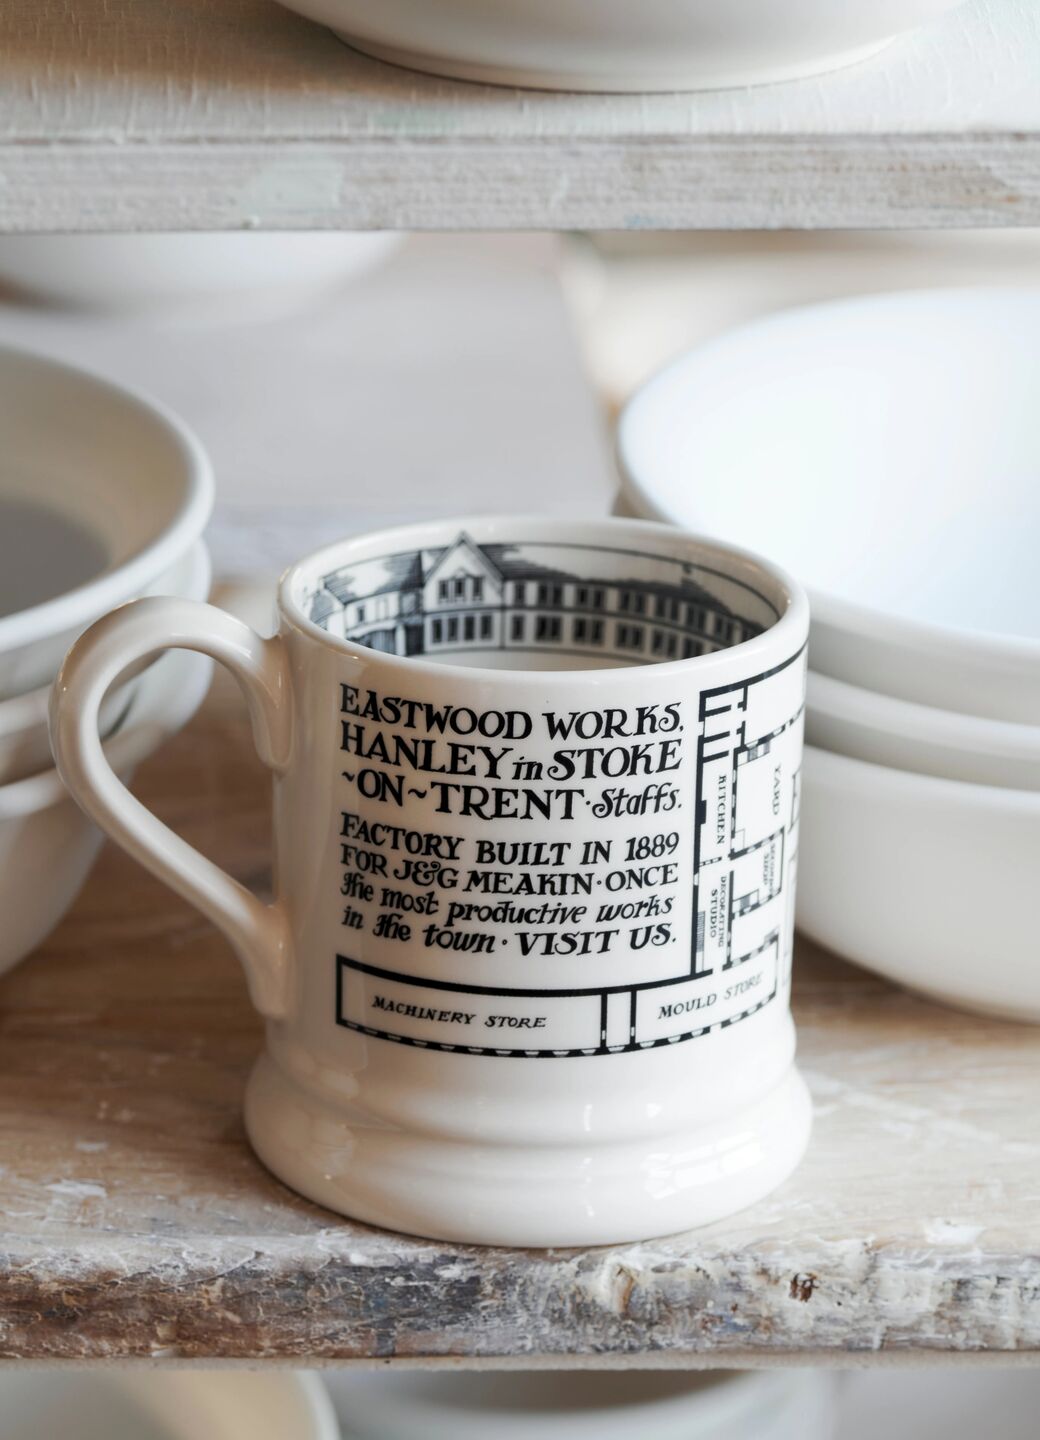 EASTWOOD WORKS,
HANLEY in STOKE
~ON~TRENT·Staffs.
FACTORY BUILT IN 1889
FOR J&G MEAKIN·ONCE
the most productive works
in the town · VISIT US.
KITCHEN
YARD
DECORATING
STUDIO
MACHINERY STORE
MOULD STORE